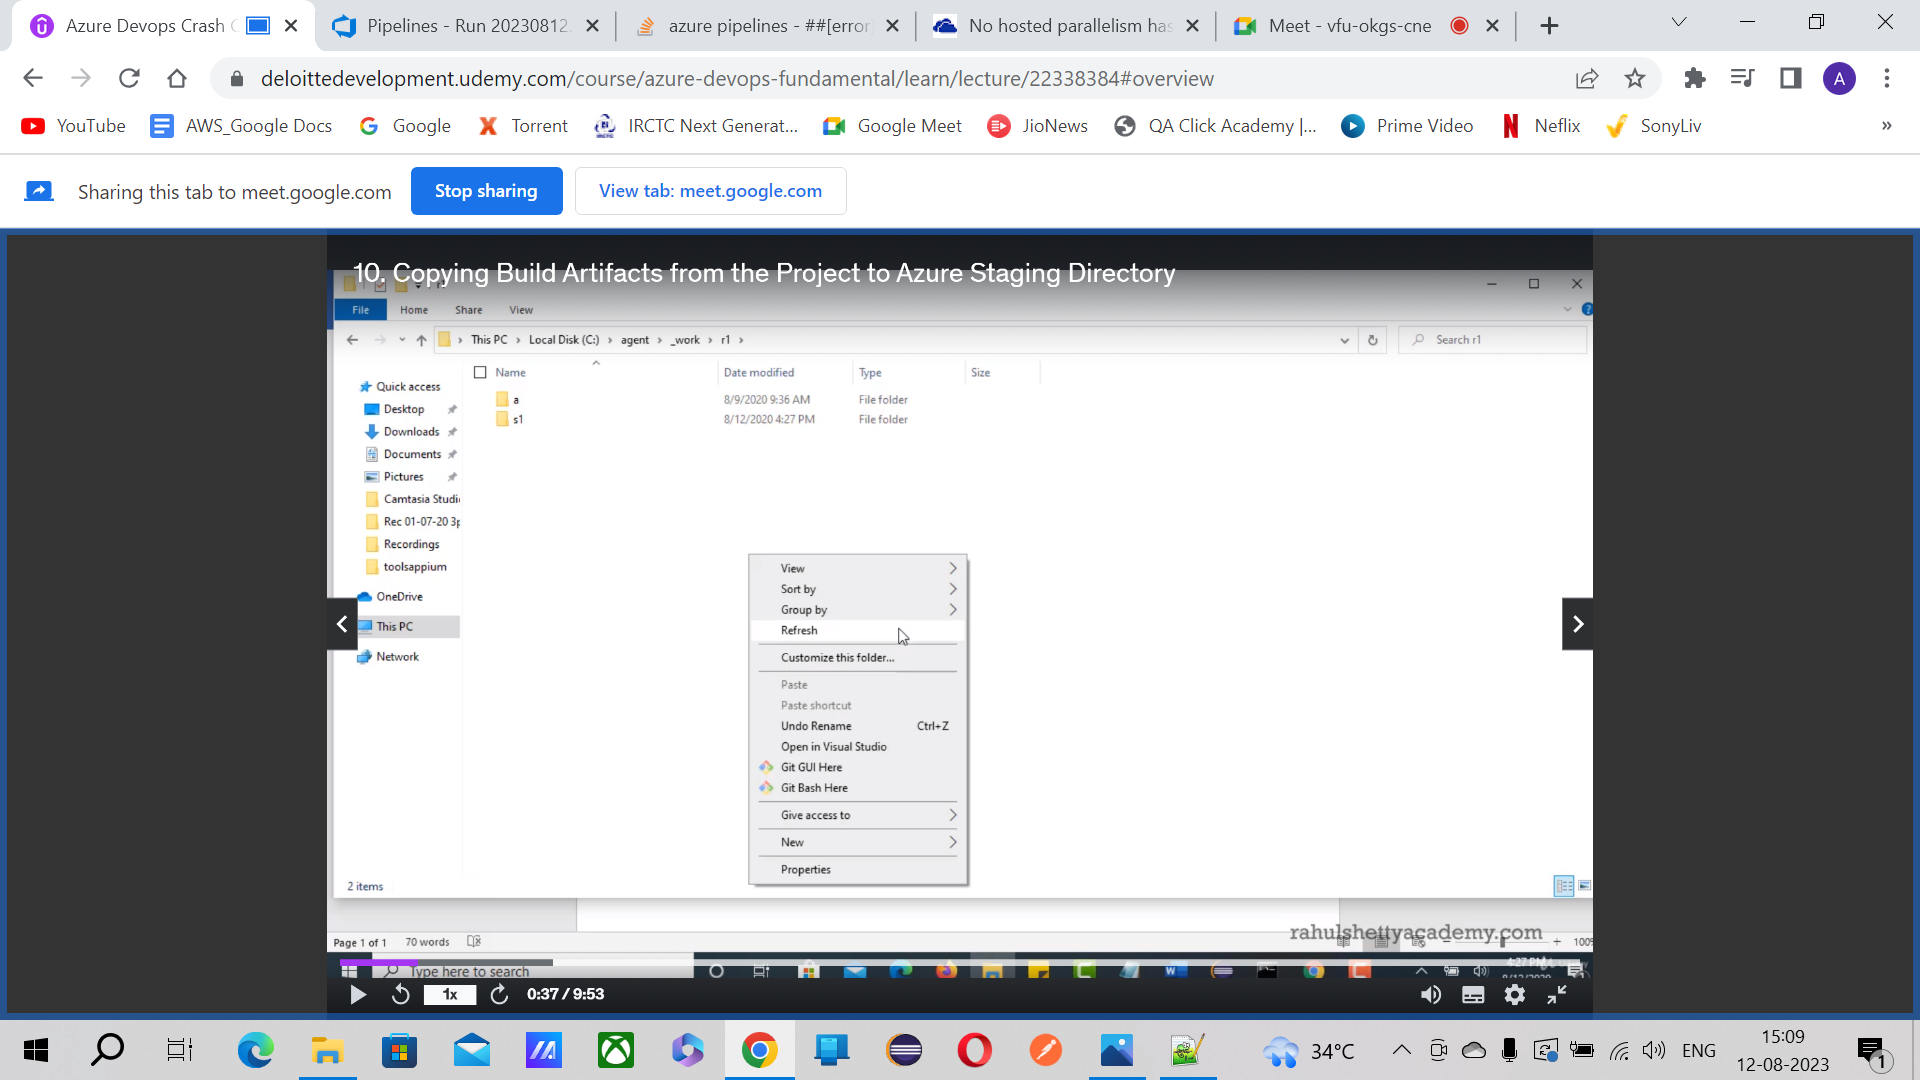 Azure Devops Crash C
Pipelines - Run 20230812.
azure pipelines - ##[error
No hosted parallelism has
Meet - vfu-okgs-cne
deloittedevelopment.udemy.com/course/azure-devops-fundamental/learn/lecture/22338384#overview
A
YouTube
AWS_Google Docs
Google
Torrent
IRCTC Next Generat...
Google Meet
JioNews
QA Click Academy |...
Prime Video
Neflix
SonyLiv
»
Sharing this tab to meet.google.com
Stop sharing
View tab: meet.google.com
10. Copying Build Artifacts from the Project to Azure Staging Directory
File
Home
Share
View
This PC › Local Disk (C:) › agent › _work › r1 ›
Search r1
Name
Date modified
Type
Size
a
8/9/2020 9:36 AM
File folder
s1
8/12/2020 4:27 PM
File folder
Quick access
Desktop
Downloads
Documents
Pictures
Camtasia Studi
Rec 01-07-20 3p
Recordings
toolsappium
OneDrive
This PC
Network
View
Sort by
Group by
Refresh
Customize this folder...
Paste
Paste shortcut
Undo Rename Ctrl+Z
Open in Visual Studio
Git GUI Here
Git Bash Here
Give access to
New
Properties
2 items
rahulshettyacademy.com
Page 1 of 1
70 words
100%
Type here to search
4:27 PM
1x
0:37 / 9:53
34°C
ENG
15:09
12-08-2023
1